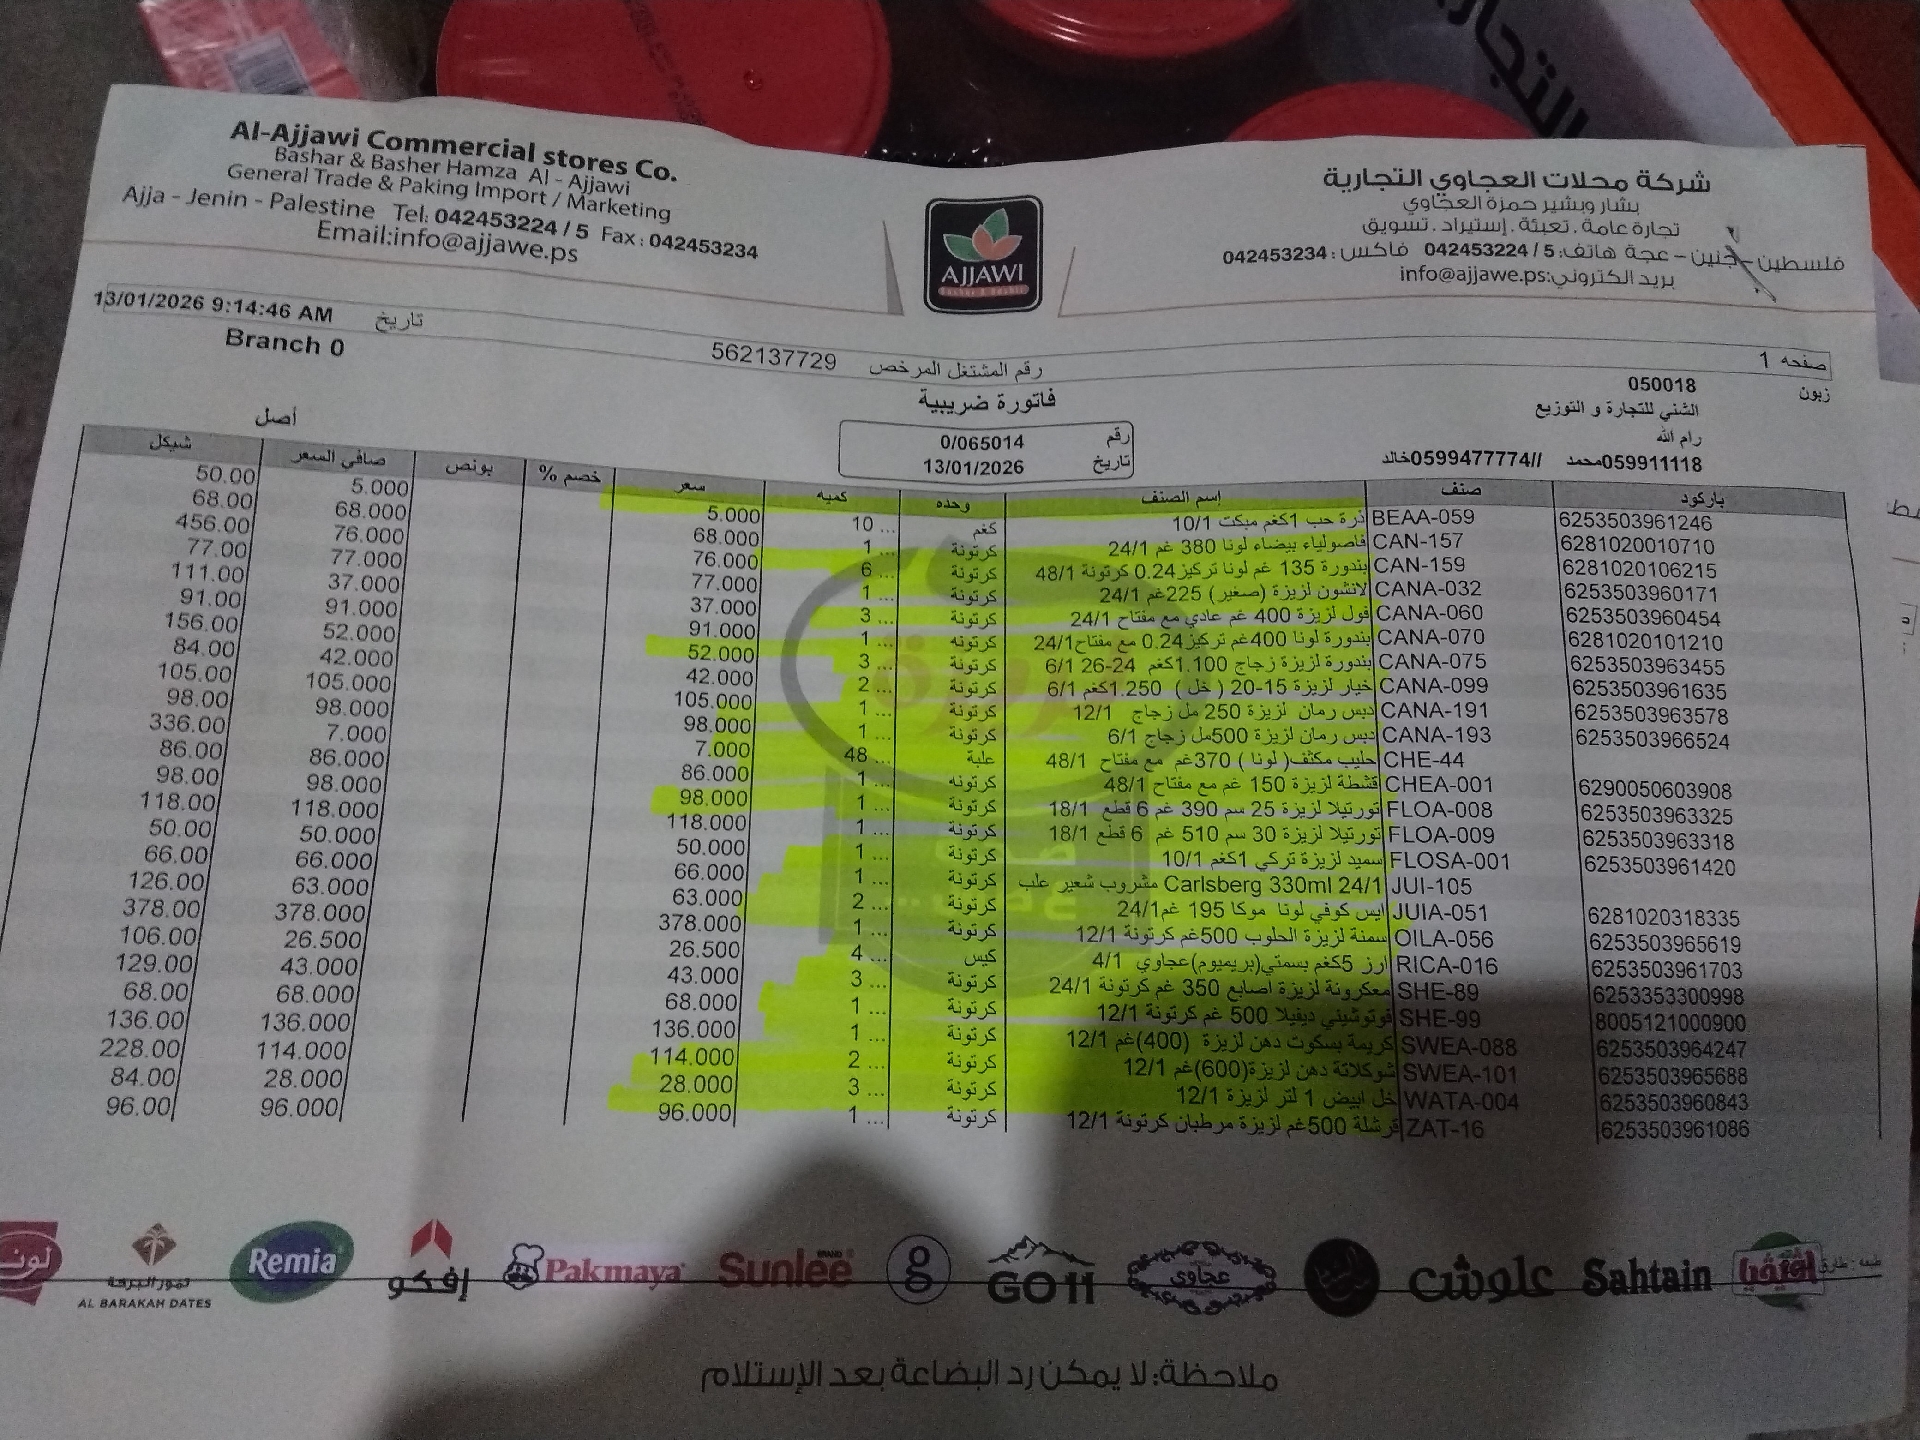 Al-Ajjawi Commercial stores Co.
Bashar & Basher Hamza Al - Ajjawi
General Trade & Paking Import / Marketing
Ajja - Jenin - Palestine Tel: 042453224 / 5 Fax : 042453234
Email:info@ajjawe.ps
AJJAWI
شركة محلات العجاوي التجارية
بشار وبشير حمزة العجاوي
تجارة عامة . تعبئة . إستيراد . تسويق
فلسطين - جنين - عجة هاتف: 5 / 042453224 فاكس : 042453234
بريد الكتروني: info@ajjawe.ps
صفحه 1
رقم المشتغل المرخص 562137729
تاريخ 13/01/2026 9:14:46 AM
Branch 0
زبون 050018
الشني للتجارة و التوزيع
رام الله
059911118محمد //0599477774خالد
فاتورة ضريبية
رقم 0/065014
تاريخ 13/01/2026
أصل
باركود صنف اسم الصنف وحده كميه سعر خصم % بونص صافي السعر شيكل
6253503961246 BEAA-059 ذرة حب 1كغم مبكت 10/1 كغم 10 ... 5.000 5.000 50.00
6281020010710 CAN-157 فاصولياء بيضاء لونا 380 غم 24/1 كرتونة 1 ... 68.000 68.000 68.00
6281020106215 CAN-159 بندورة 135 غم لونا تركيز0.24 كرتونة 48/1 كرتونة 6 ... 76.000 76.000 456.00
6253503960171 CANA-032 لانشون لزيزة (صغير) 225غم 24/1 كرتونة 1 ... 77.000 77.000 77.00
6253503960454 CANA-060 فول لزيزة 400 غم عادي مع مفتاح 24/1 كرتونة 3 ... 37.000 37.000 111.00
6281020101210 CANA-070 بندورة لونا 400غم تركيز0.24 مع مفتاح24/1 كرتونه 1 ... 91.000 91.000 91.00
6253503963455 CANA-075 بندورة لزيزة زجاج 1.100كغم 24-26 6/1 كرتونة 3 ... 52.000 52.000 156.00
6253503961635 CANA-099 خيار لزيزة 15-20 ( خل ) 1.250كغم 6/1 كرتونة 2 ... 42.000 42.000 84.00
6253503963578 CANA-191 دبس رمان لزيزة 250 مل زجاج 12/1 كرتونة 1 ... 105.000 105.000 105.00
6253503966524 CANA-193 دبس رمان لزيزة 500مل زجاج 6/1 كرتونة 1 ... 98.000 98.000 98.00
CHE-44 حليب مكثف( لونا ) 370غم مع مفتاح 48/1 علبة 48 ... 7.000 7.000 336.00
6290050603908 CHEA-001 قشطة لزيزة 150 غم مع مفتاح 48/1 كرتونه 1 ... 86.000 86.000 86.00
6253503963325 FLOA-008 تورتيلا لزيزة 25 سم 390 غم 6 قطع 18/1 كرتونة 1 ... 98.000 98.000 98.00
6253503963318 FLOA-009 تورتيلا لزيزة 30 سم 510 غم 6 قطع 18/1 كرتونة 1 ... 118.000 118.000 118.00
6253503961420 FLOSA-001 سميد لزيزة تركي 1كغم 10/1 كرتونة 1 ... 50.000 50.000 50.00
JUI-105 Carlsberg 330ml 24/1 مشروب شعير علب كرتونة 1 ... 66.000 66.000 66.00
6281020318335 JUIA-051 ايس كوفي لونا موكا 195 غم24/1 كرتونة 2 ... 63.000 63.000 126.00
6253503965619 OILA-056 سمنة لزيزة الحلوب 500غم كرتونة 12/1 كرتونة 1 ... 378.000 378.000 378.00
6253503961703 RICA-016 ارز 5كغم بسمتي(بريميوم)عجاوي 4/1 كيس 4 ... 26.500 26.500 106.00
6253353300998 SHE-89 معكرونة لزيزة اصابع 350 غم كرتونة 24/1 كرتونة 3 ... 43.000 43.000 129.00
8005121000900 SHE-99 فوتوشيني ديفيلا 500 غم كرتونة 12/1 كرتونة 1 ... 68.000 68.000 68.00
6253503964247 SWEA-088 كريمة بسكوت دهن لزيزة (400)غم 12/1 كرتونة 1 ... 136.000 136.000 136.00
6253503965688 SWEA-101 شوكلاتة دهن لزيزة(600)غم 12/1 كرتونة 2 ... 114.000 114.000 228.00
6253503960843 WATA-004 خل ابيض 1 لتر لزيزة 12/1 كرتونة 3 ... 28.000 28.000 84.00
6253503961086 ZAT-16 قرشلة 500غم لزيزة مرطبان كرتونة 12/1 كرتونة 1 ... 96.000 96.000 96.00
لونا
تمور البركة
AL BARAKAH DATES
Remia
إفكو
Pakmaya
Sunlee
g
GO11
عجاوي
علوش
Sahtain
ملاحظة: لا يمكن رد البضاعة بعد الإستلام
التجار